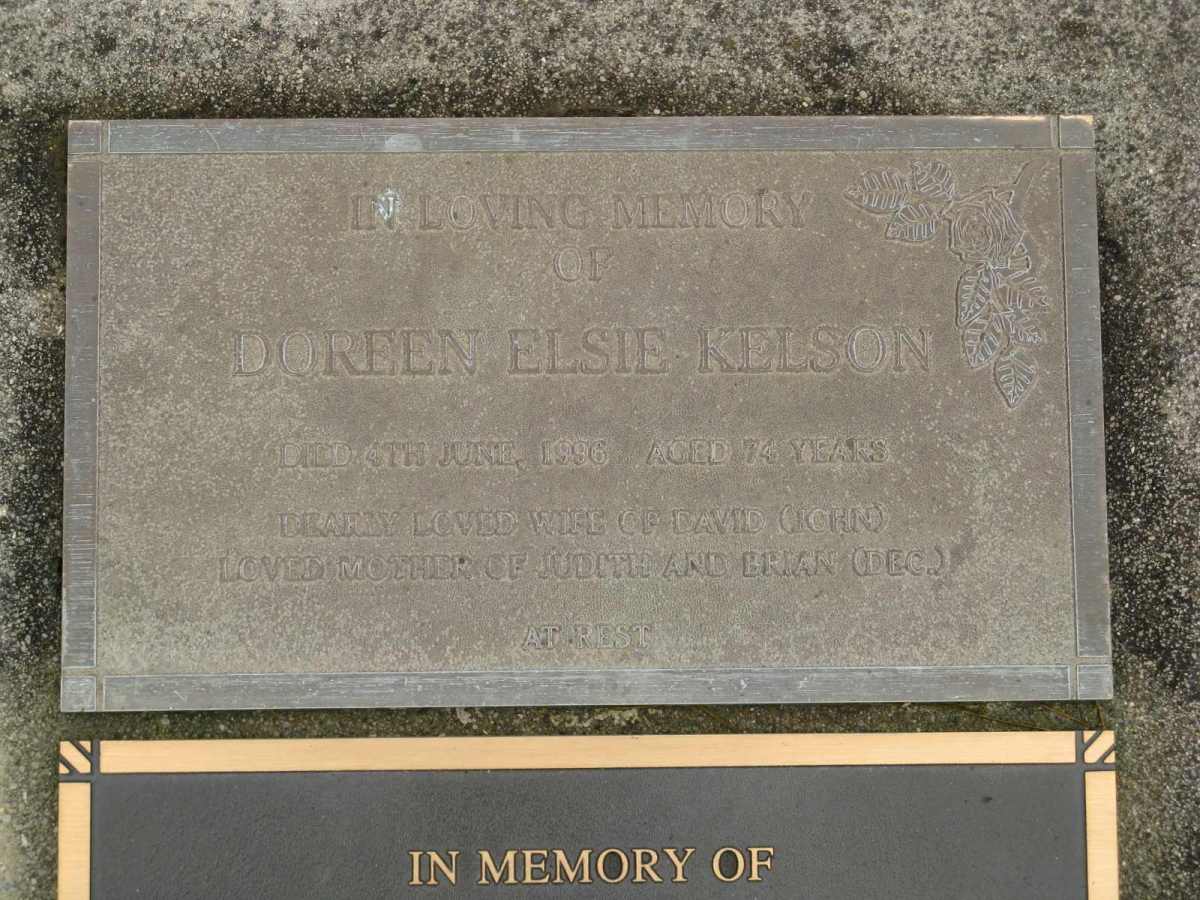 IN LOVING MEMORY
OF
DOREEN ELSIE KELSON
DIED 4TH JUNE, 1996 AGED 74 YEARS
DEARLY LOVED WIFE OF DAVID (JOHN)
LOVED MOTHER OF JUDITH AND BRIAN (DEC.)
AT REST
IN MEMORY OF